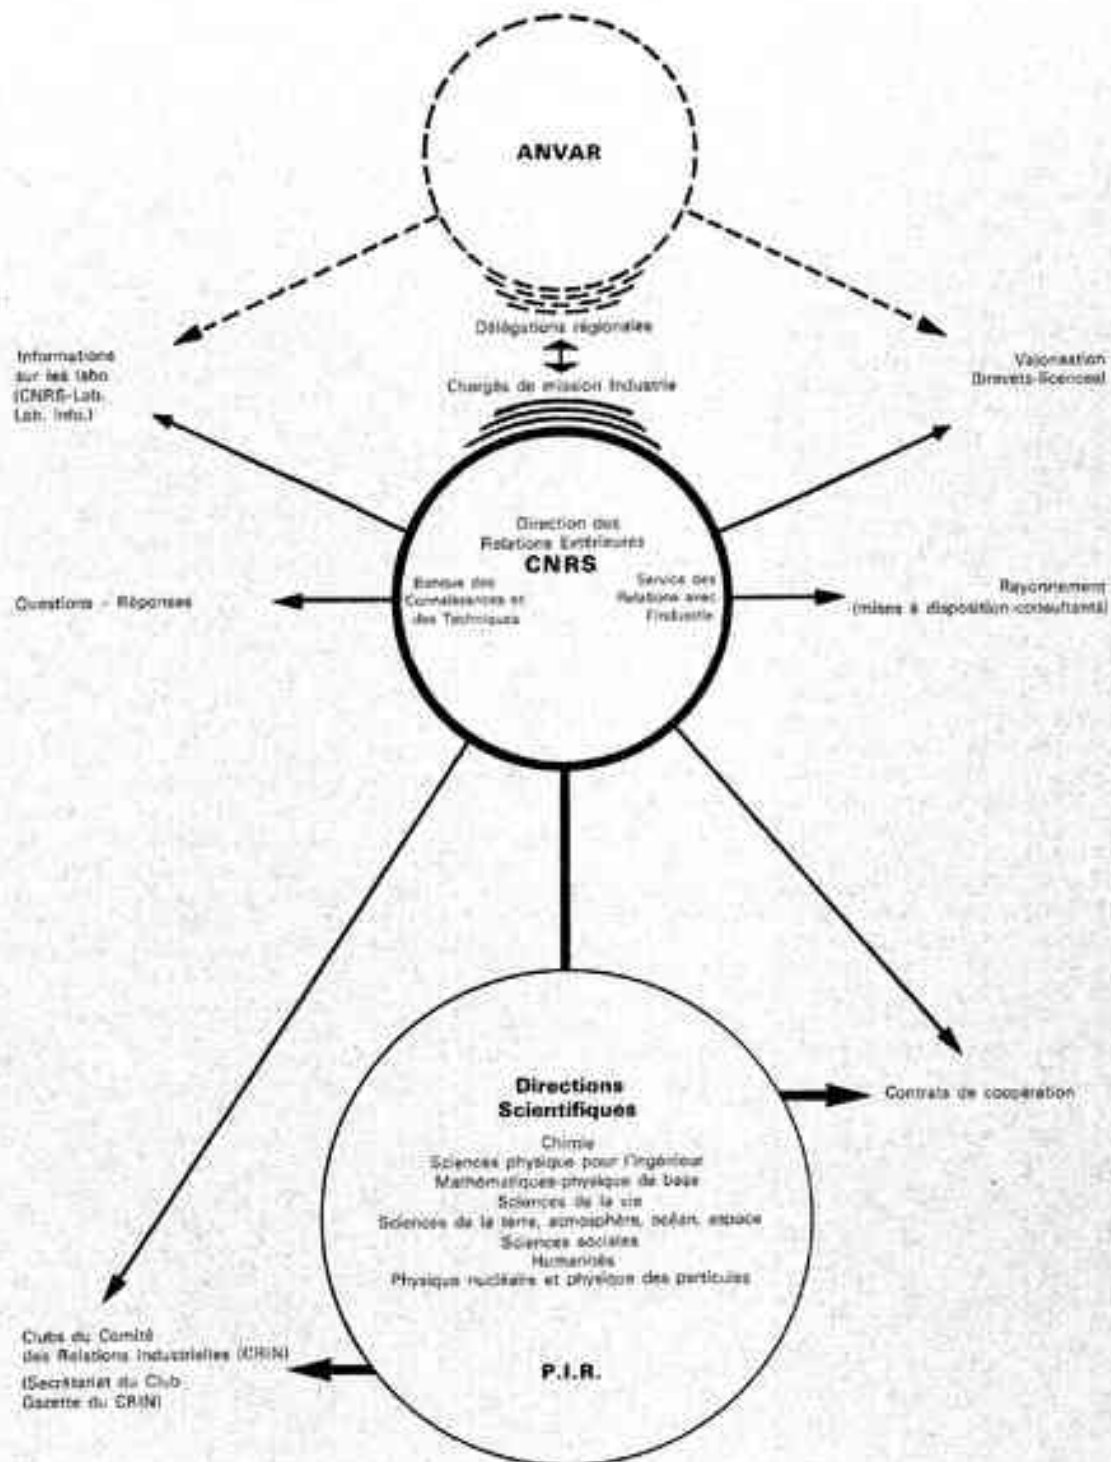 ANVAR
Délégations régionales
Chargés de mission Industrie
Informations
sur les labo
(CNRS-Lab.
Lab. Info.)
Valorisation
(brevets-licences)
Direction des
Relations Extérieures
CNRS
Banque des
Connaissances et
des Techniques
Service des
Relations avec
l'Industrie
Questions - Réponses
Rayonnement
(mises à disposition-consultants)
Directions
Scientifiques
Chimie
Sciences physique pour l'ingénieur
Mathématiques-physique de base
Sciences de la vie
Sciences de la terre, atmosphère, océan, espace
Sciences sociales
Humanités
Physique nucléaire et physique des particules
P.I.R.
Contrats de coopération
Clubs du Comité
des Relations Industrielles (CRIN)
(Secrétariat du Club
Gazette du CRIN)